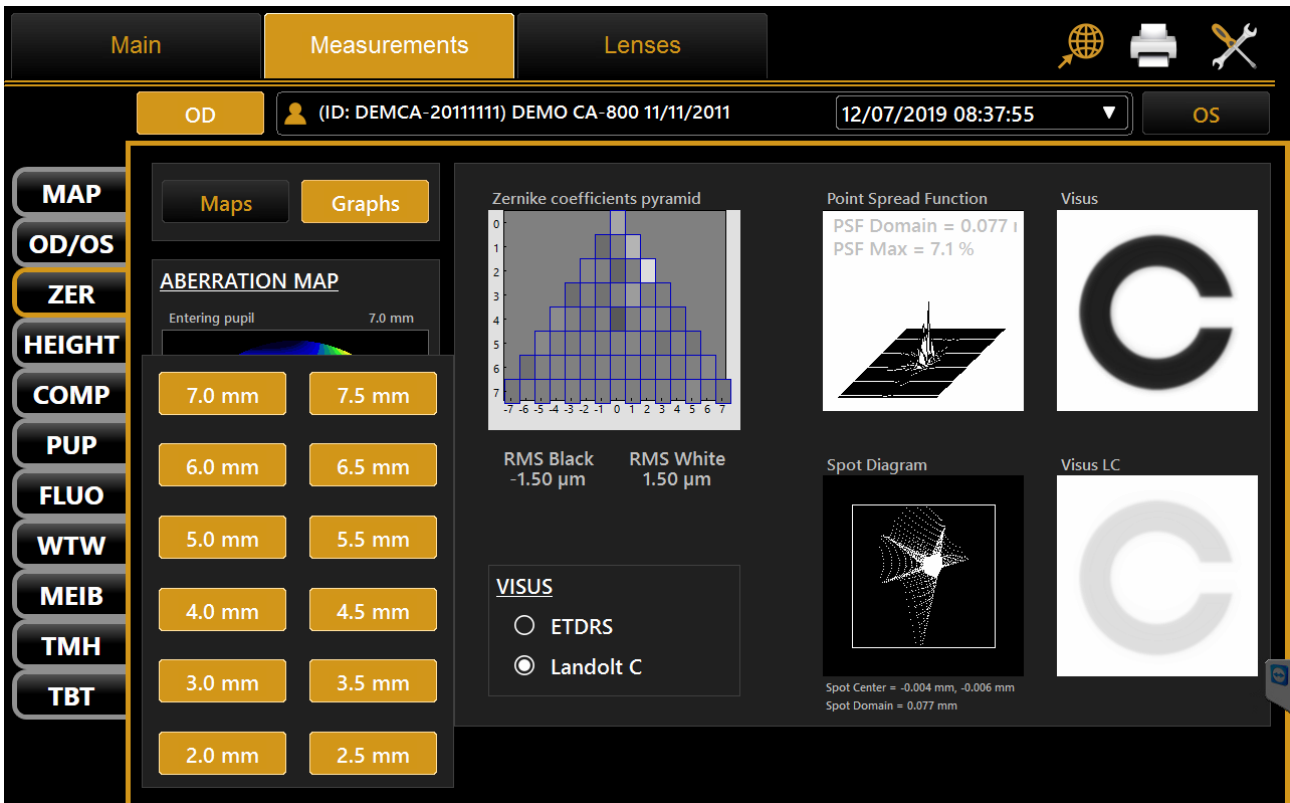 Main
Measurements
Lenses
OD
(ID: DEMCA-20111111) DEMO CA-800 11/11/2011
12/07/2019 08:37:55
OS
MAP
OD/OS
ZER
HEIGHT
COMP
PUP
FLUO
WTW
MEIB
TMH
TBT
Maps
Graphs
ABERRATION MAP
Entering pupil 7.0 mm
7.0 mm 7.5 mm
6.0 mm 6.5 mm
5.0 mm 5.5 mm
4.0 mm 4.5 mm
3.0 mm 3.5 mm
2.0 mm 2.5 mm
Zernike coefficients pyramid
0
1
2
3
4
5
6
7
-7 -6 -5 -4 -3 -2 -1 0 1 2 3 4 5 6 7
RMS Black RMS White
-1.50 µm 1.50 µm
VISUS
ETDRS
Landolt C
Point Spread Function
PSF Domain = 0.077
PSF Max = 7.1 %
Visus
Spot Diagram
Spot Center = -0.004 mm, -0.006 mm
Spot Domain = 0.077 mm
Visus LC